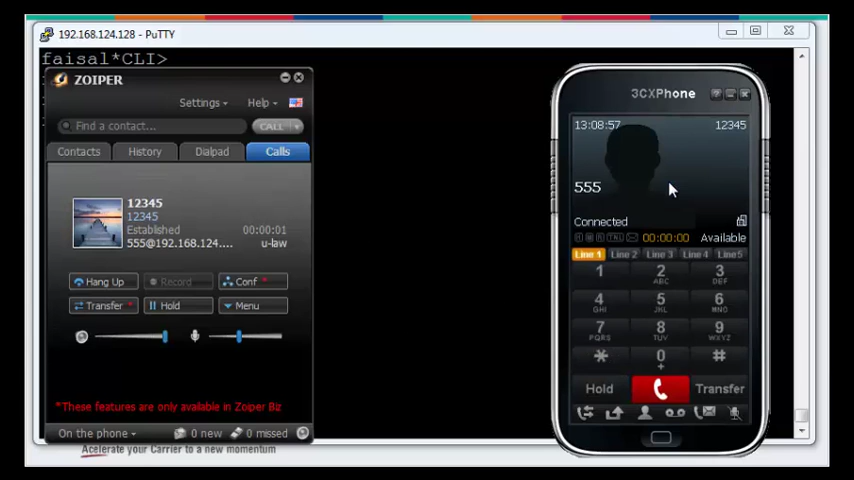 192.168.124.128 - PuTTY
faisal*CLI>
ZOIPER
Settings
Help
Find a contact...
CALL
Contacts
History
Dialpad
Calls
12345
12345
Established
00:00:01
555@192.168.124....
u-law
Hang Up
Record
Conf *
Transfer *
Hold
Menu
*These features are only available in Zoiper Biz
On the phone
0 new
0 missed
Acelerate your Carrier to a new momentum
3CXPhone
13:08:57
12345
555
Connected
00:00:00
Available
Line 1
Line 2
Line 3
Line 4
Line 5
1
2
3
ABC
DEF
4
5
6
GHI
JKL
MNO
7
8
9
PQRS
TUV
WXYZ
*
0
#
+
Hold
Transfer